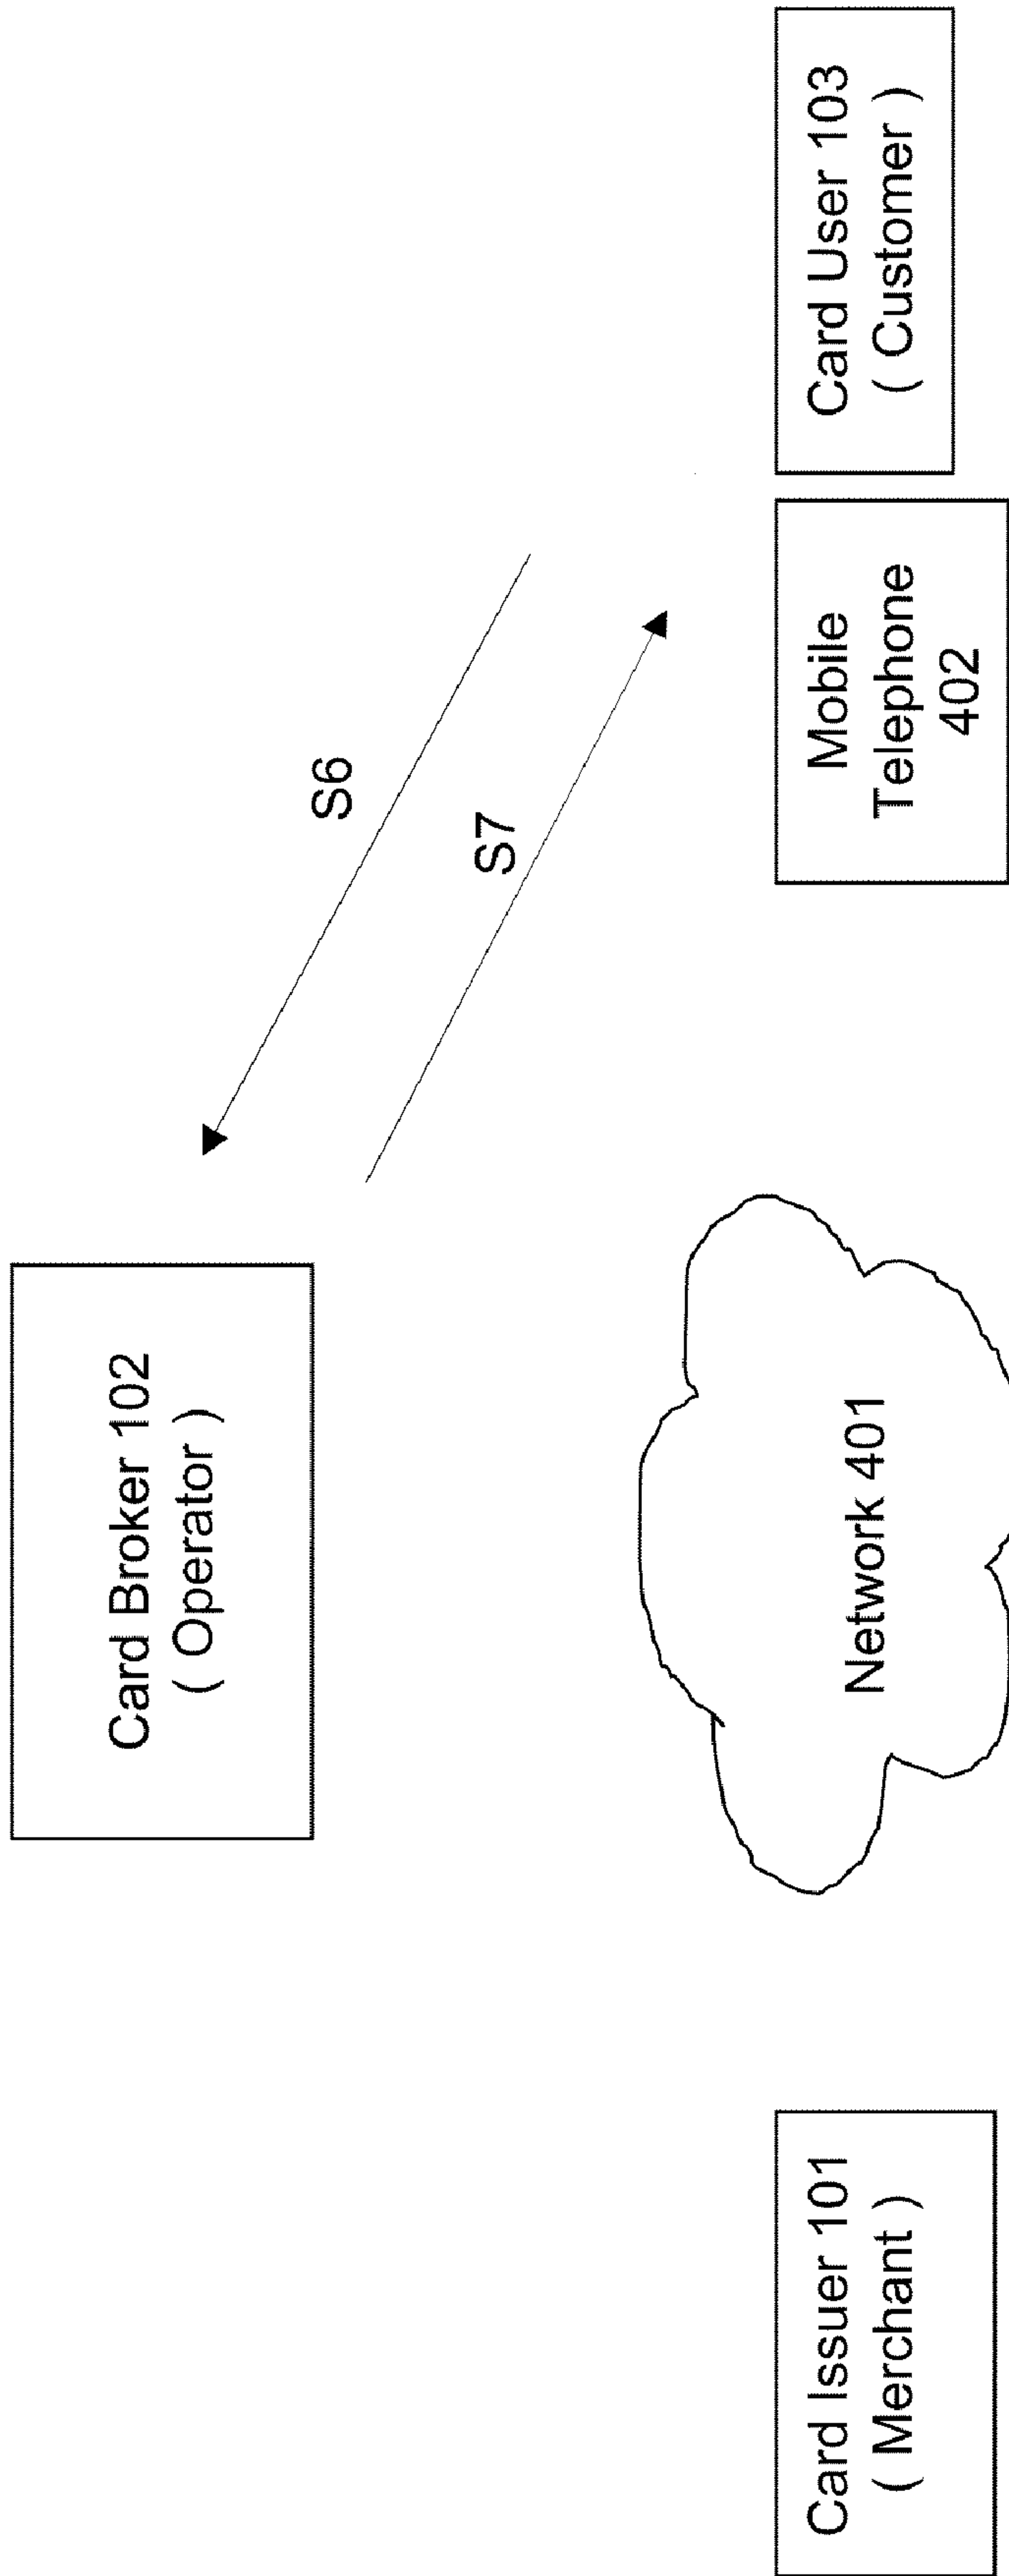 Card Broker 102
( Operator )
S6
S7
Card Issuer 101
( Merchant )
Network 401
Mobile
Telephone
402
Card User 103
( Customer )